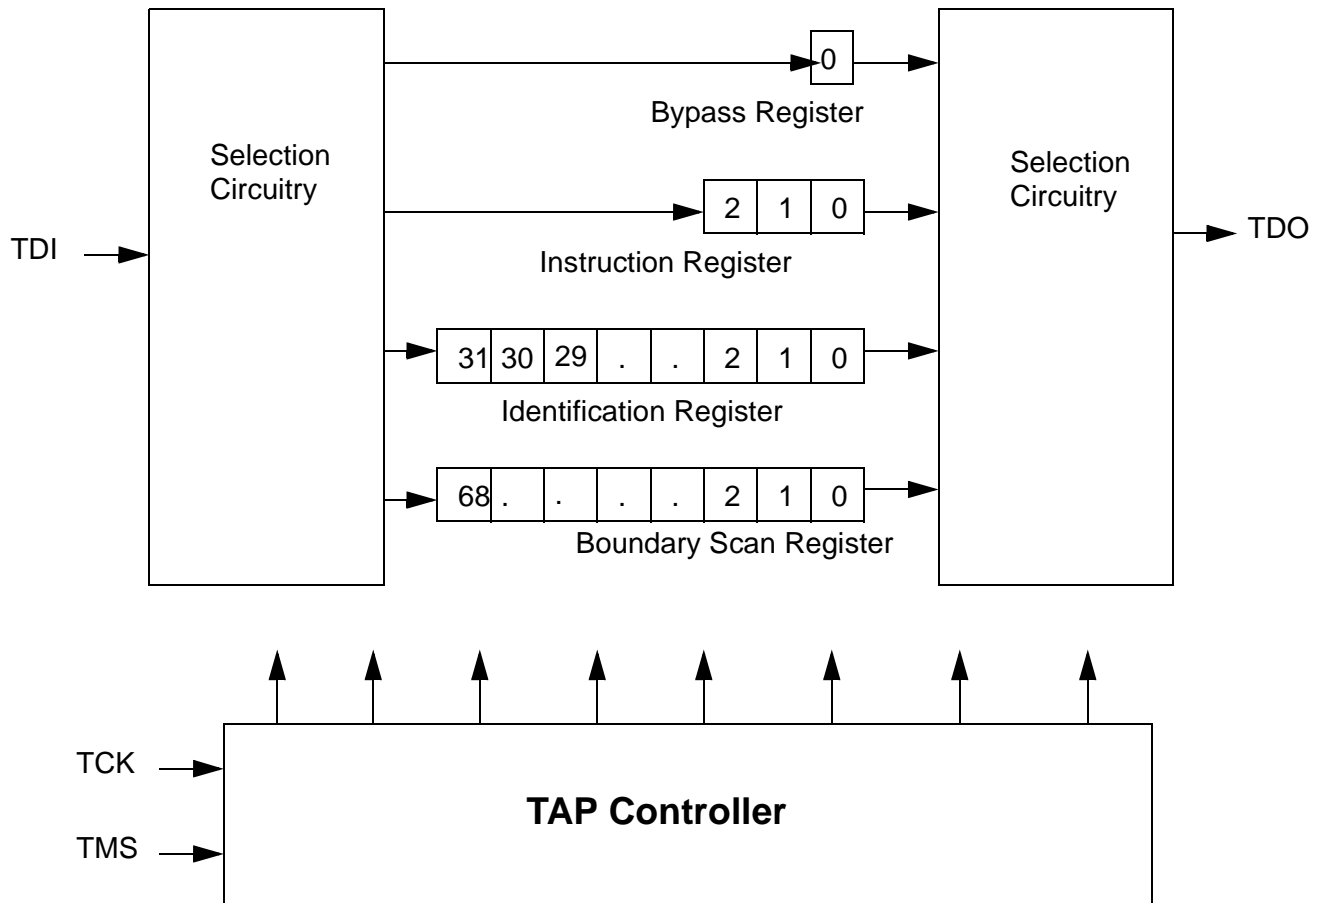 0
Bypass Register
Selection
Circuitry
Selection
Circuitry
2 1 0
TDI
TDO
Instruction Register
31 30 29 . . 2 1 0
Identification Register
68 . . . . 2 1 0
Boundary Scan Register
TCK
TAP Controller
TMS